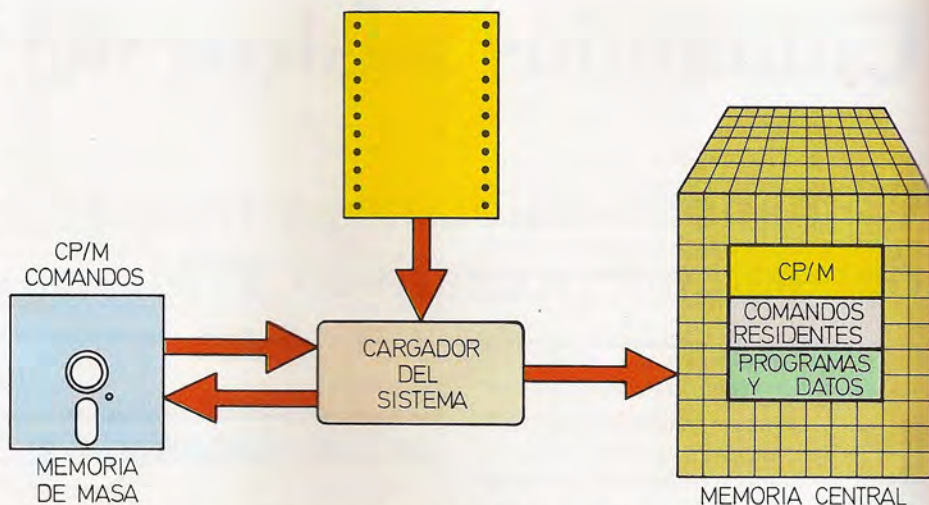 CP/M
COMANDOS
MEMORIA
DE MASA
CARGADOR
DEL
SISTEMA
CP/M
COMANDOS
RESIDENTES
PROGRAMAS
Y DATOS
MEMORIA CENTRAL